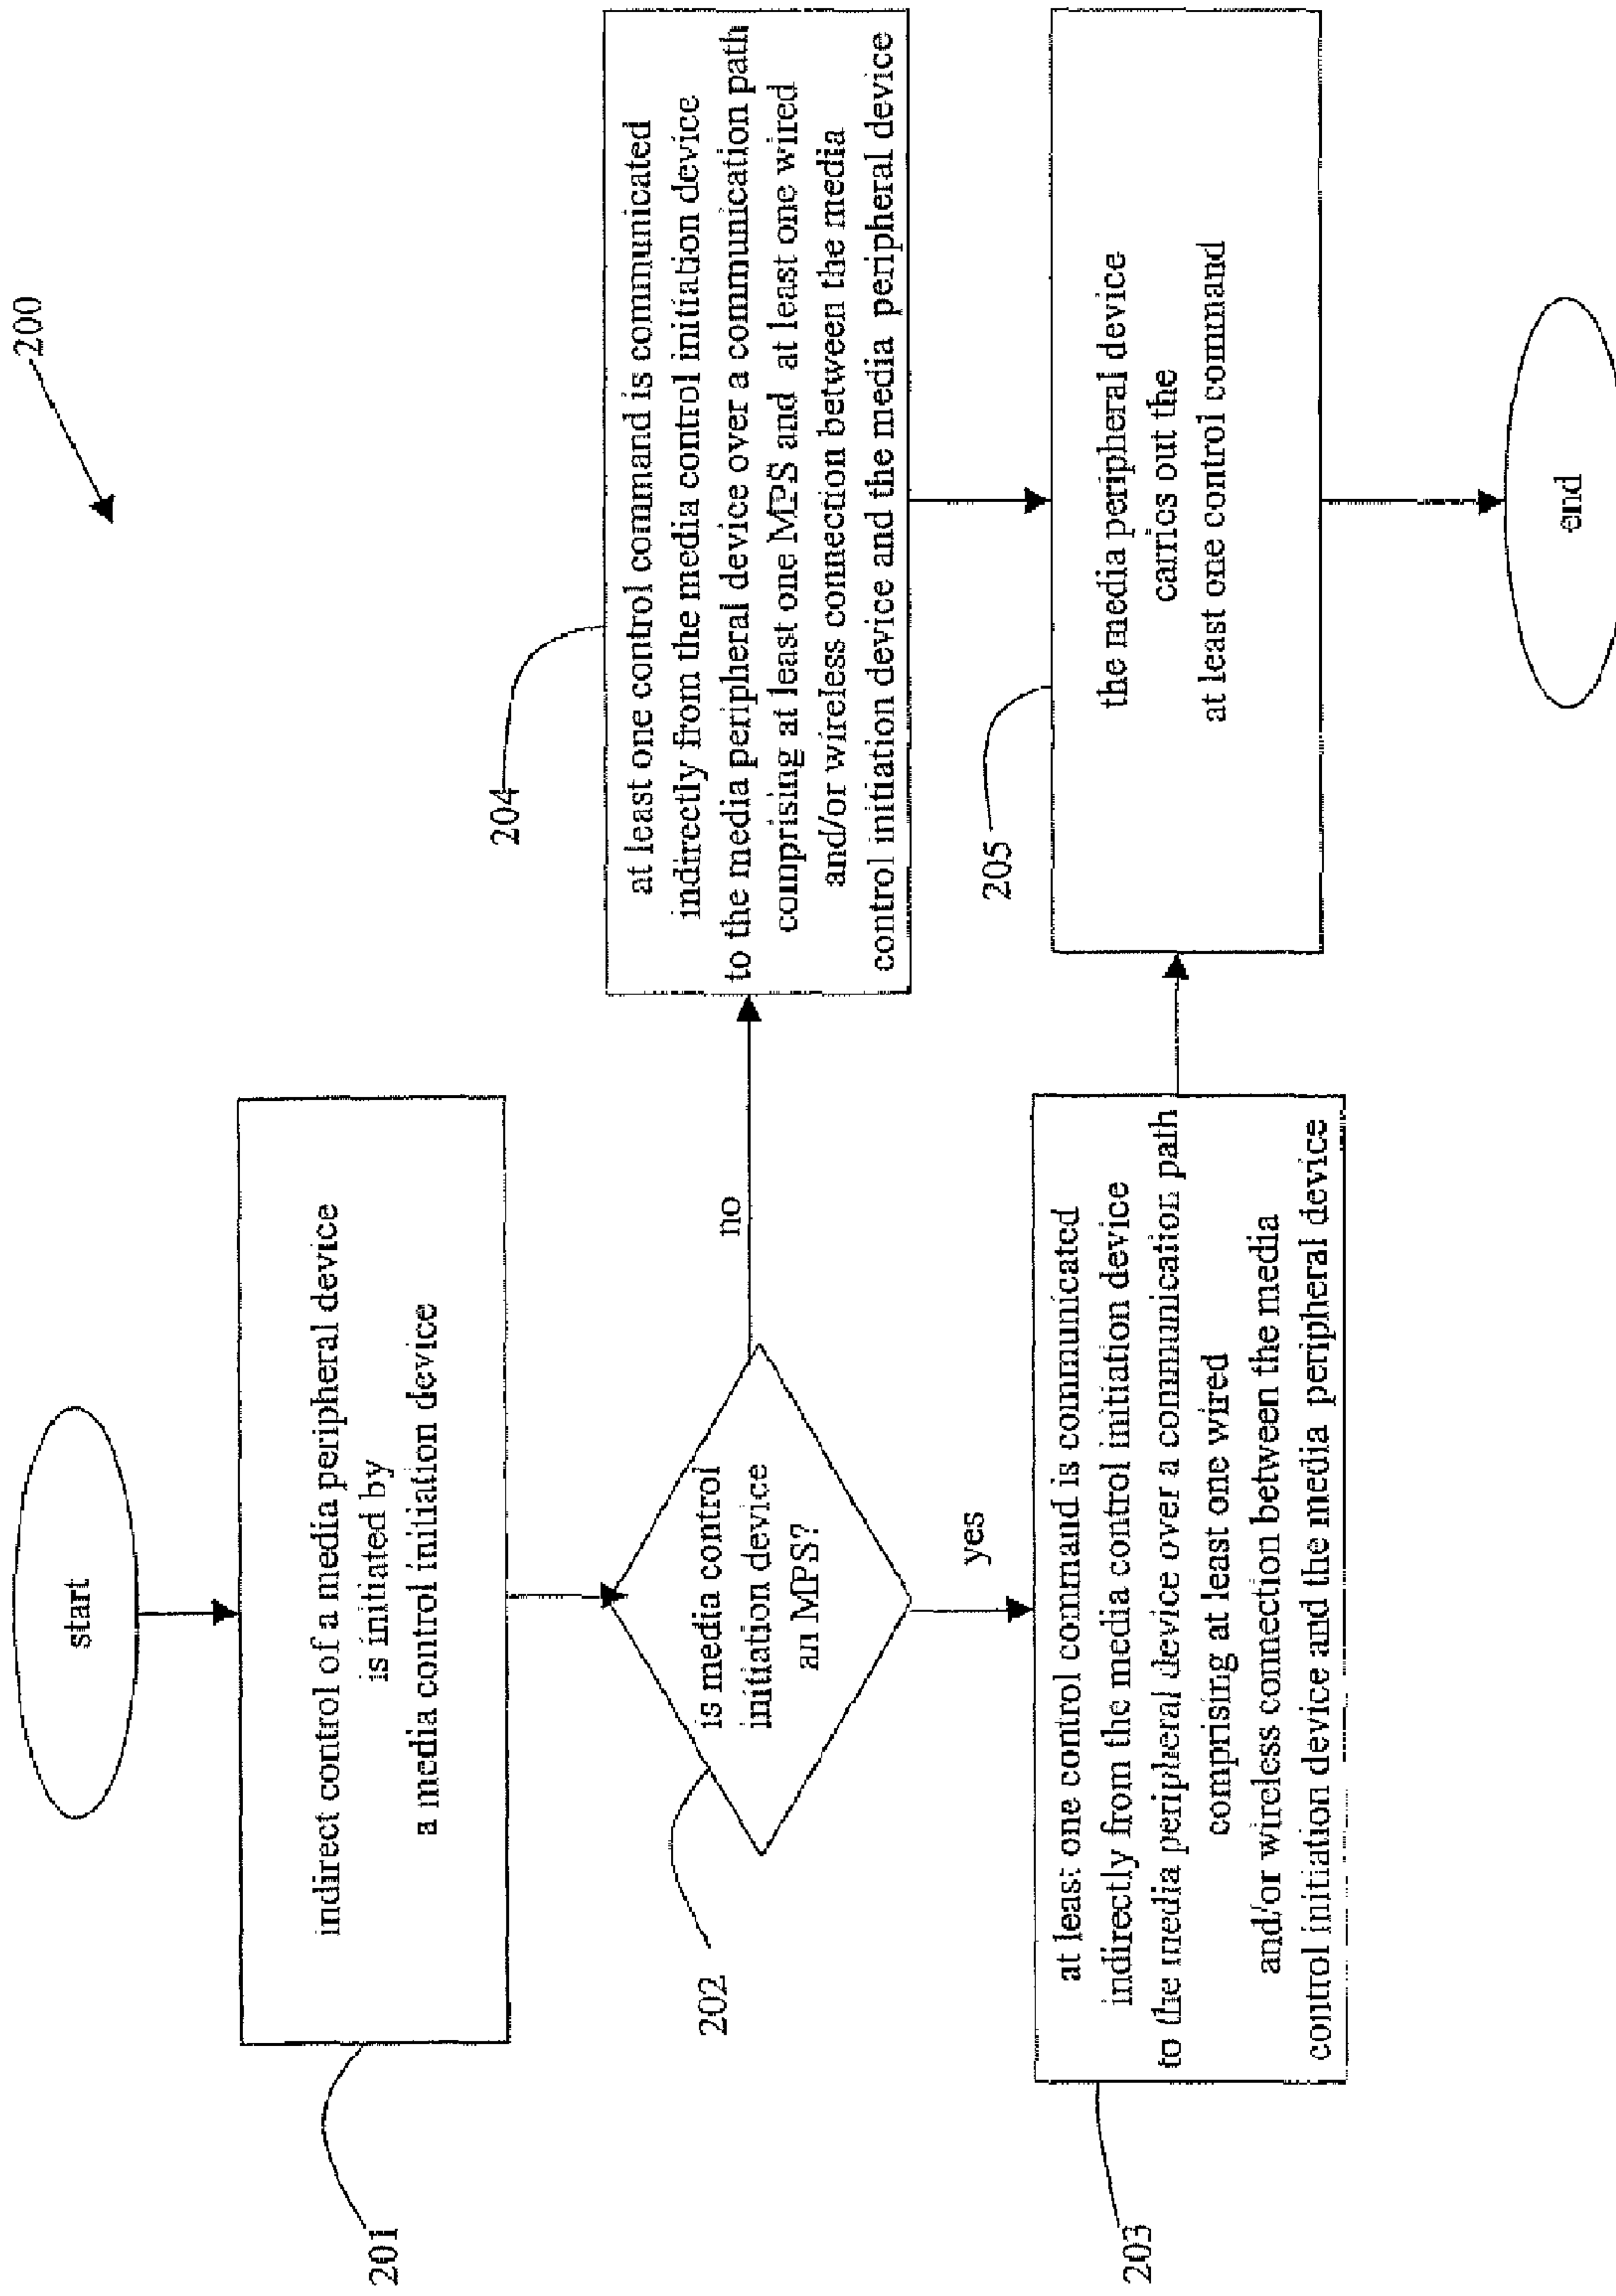 200
start
indirect control of a media peripheral device
is initiated by
a media control initiation device
201
is media control
initiation device
an MPS?
202
no
yes
at least one control command is communicated
indirectly from the media control initiation device
to the media peripheral device over a communication path
comprising at least one wired
and/or wireless connection between the media
control initiation device and the media peripheral device
203
at least one control command is communicated
indirectly from the media control initiation device
to the media peripheral device over a communication path
comprising at least one MPS and at least one wired
and/or wireless connection between the media
control initiation device and the media peripheral device
204
the media peripheral device
carries out the
at least one control command
205
end